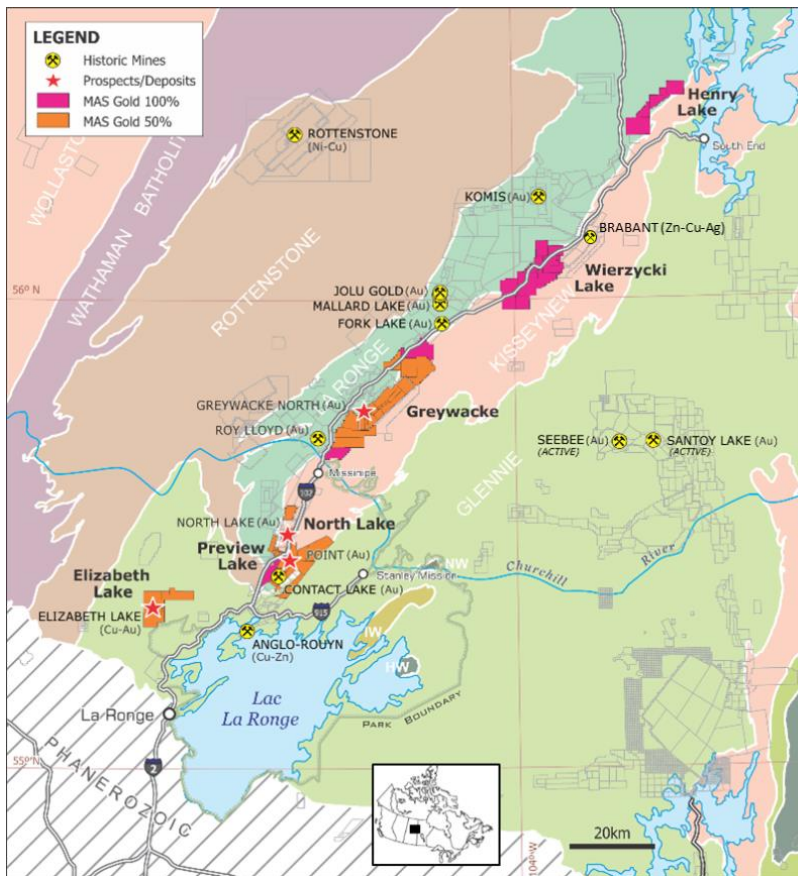 LEGEND
Historic Mines
Prospects/Deposits
MAS Gold 100%
MAS Gold 50%
WOLLASTON
WATHAMAN BATHOLITH
ROTTENSTONE
(Ni-Cu)
ROTTENSTONE
Henry
Lake
South End
KOMIS (Au)
BRABANT (Zn-Cu-Ag)
Wierzycki
Lake
56° N
JOLU GOLD (Au)
MALLARD LAKE (Au)
FORK LAKE (Au)
KISSEYNEW
LA RONGE
GREYWACKE NORTH (Au)
Greywacke
ROY LLOYD (Au)
SEEBEE (Au)
(ACTIVE)
SANTOY LAKE (Au)
(ACTIVE)
Missinipe
GLENNIE
102
NORTH LAKE (Au)
North Lake
Preview
Lake
POINT (Au)
NW
Churchill
River
Stanley Mission
Elizabeth
Lake
CONTACT LAKE (Au)
ELIZABETH LAKE
(Cu-Au)
915
ANGLO-ROUYN
(Cu-Zn)
IW
HW
Lac
La Ronge
PARK BOUNDARY
La Ronge
55° N
2
PHANEROZOIC
104° W
20km